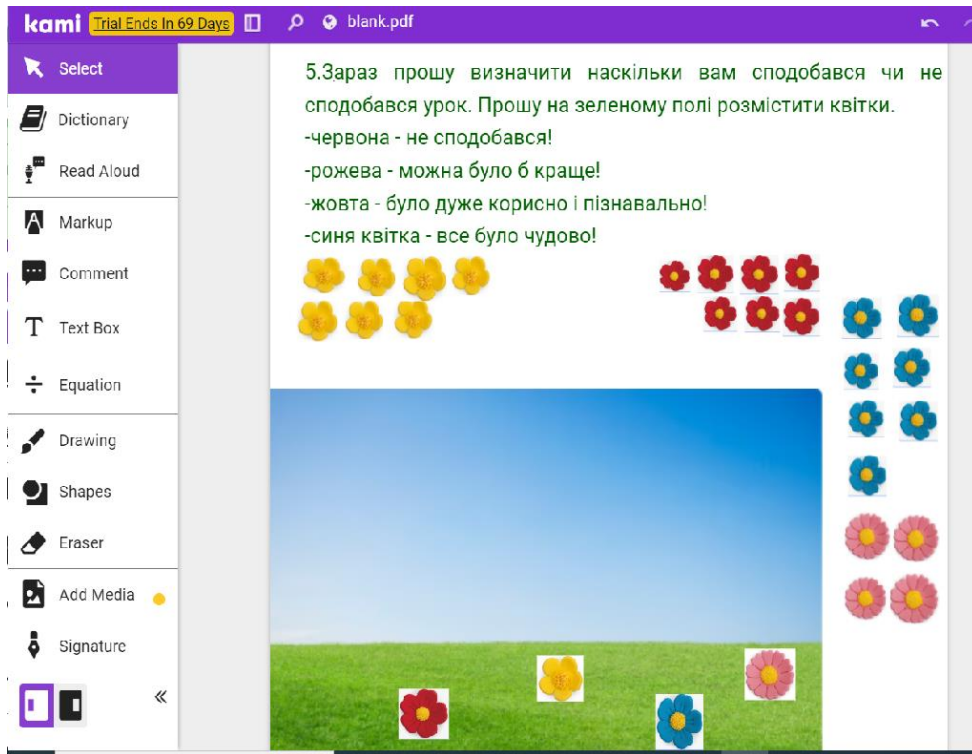 kami Trial Ends In 69 Days blank.pdf
Select
Dictionary
Read Aloud
Markup
Comment
Text Box
Equation
Drawing
Shapes
Eraser
Add Media
Signature
5.Зараз прошу визначити наскільки вам сподобався чи не
сподобався урок. Прошу на зеленому полі розмістити квітки.
-червона - не сподобався!
-рожева - можна було б краще!
-жовта - було дуже корисно і пізнавально!
-синя квітка - все було чудово!